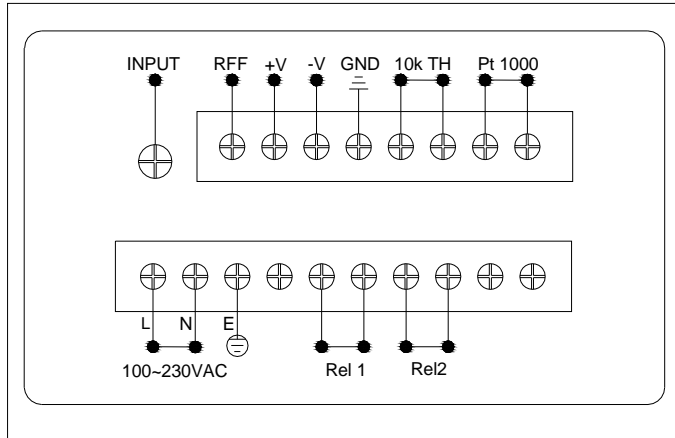 INPUT RFF +V -V GND 10k TH Pt 1000
L N E
100~230VAC Rel 1 Rel2